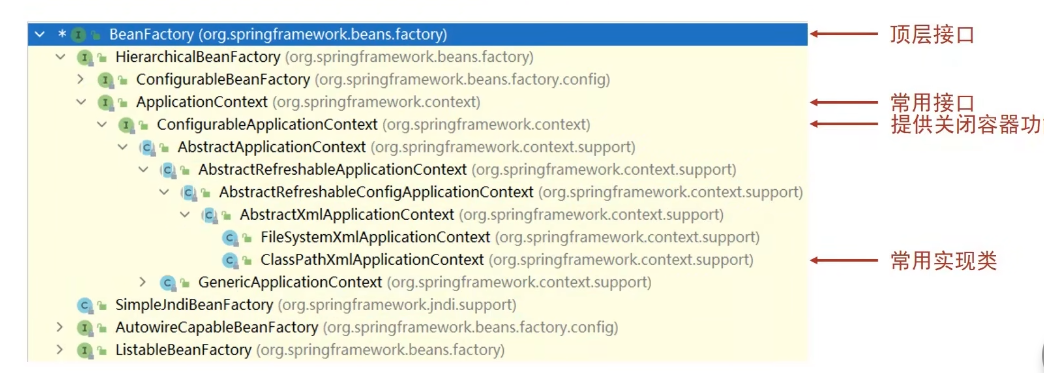 BeanFactory (org.springframework.beans.factory)
顶层接口
HierarchicalBeanFactory (org.springframework.beans.factory)
ConfigurableBeanFactory (org.springframework.beans.factory.config)
ApplicationContext (org.springframework.context)
常用接口
ConfigurableApplicationContext (org.springframework.context)
提供关闭容器功
AbstractApplicationContext (org.springframework.context.support)
AbstractRefreshableApplicationContext (org.springframework.context.support)
AbstractRefreshableConfigApplicationContext (org.springframework.context.support)
AbstractXmlApplicationContext (org.springframework.context.support)
FileSystemXmlApplicationContext (org.springframework.context.support)
ClassPathXmlApplicationContext (org.springframework.context.support)
常用实现类
GenericApplicationContext (org.springframework.context.support)
SimpleJndiBeanFactory (org.springframework.jndi.support)
AutowireCapableBeanFactory (org.springframework.beans.factory.config)
ListableBeanFactory (org.springframework.beans.factory)